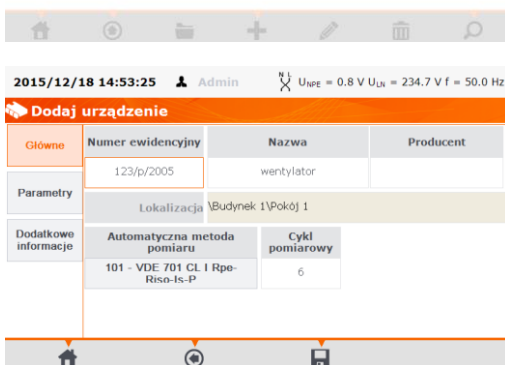 2015/12/18 14:53:25 Admin N L UNPE = 0.8 V ULN = 234.7 V f = 50.0 Hz
Dodaj urządzenie
Główne
Numer ewidencyjny Nazwa Producent
123/p/2005 wentylator
Parametry
Lokalizacja \Budynek 1\Pokój 1
Dodatkowe
informacje
Automatyczna metoda
pomiaru
Cykl
pomiarowy
101 - VDE 701 CL I Rpe-
Riso-Is-P
6